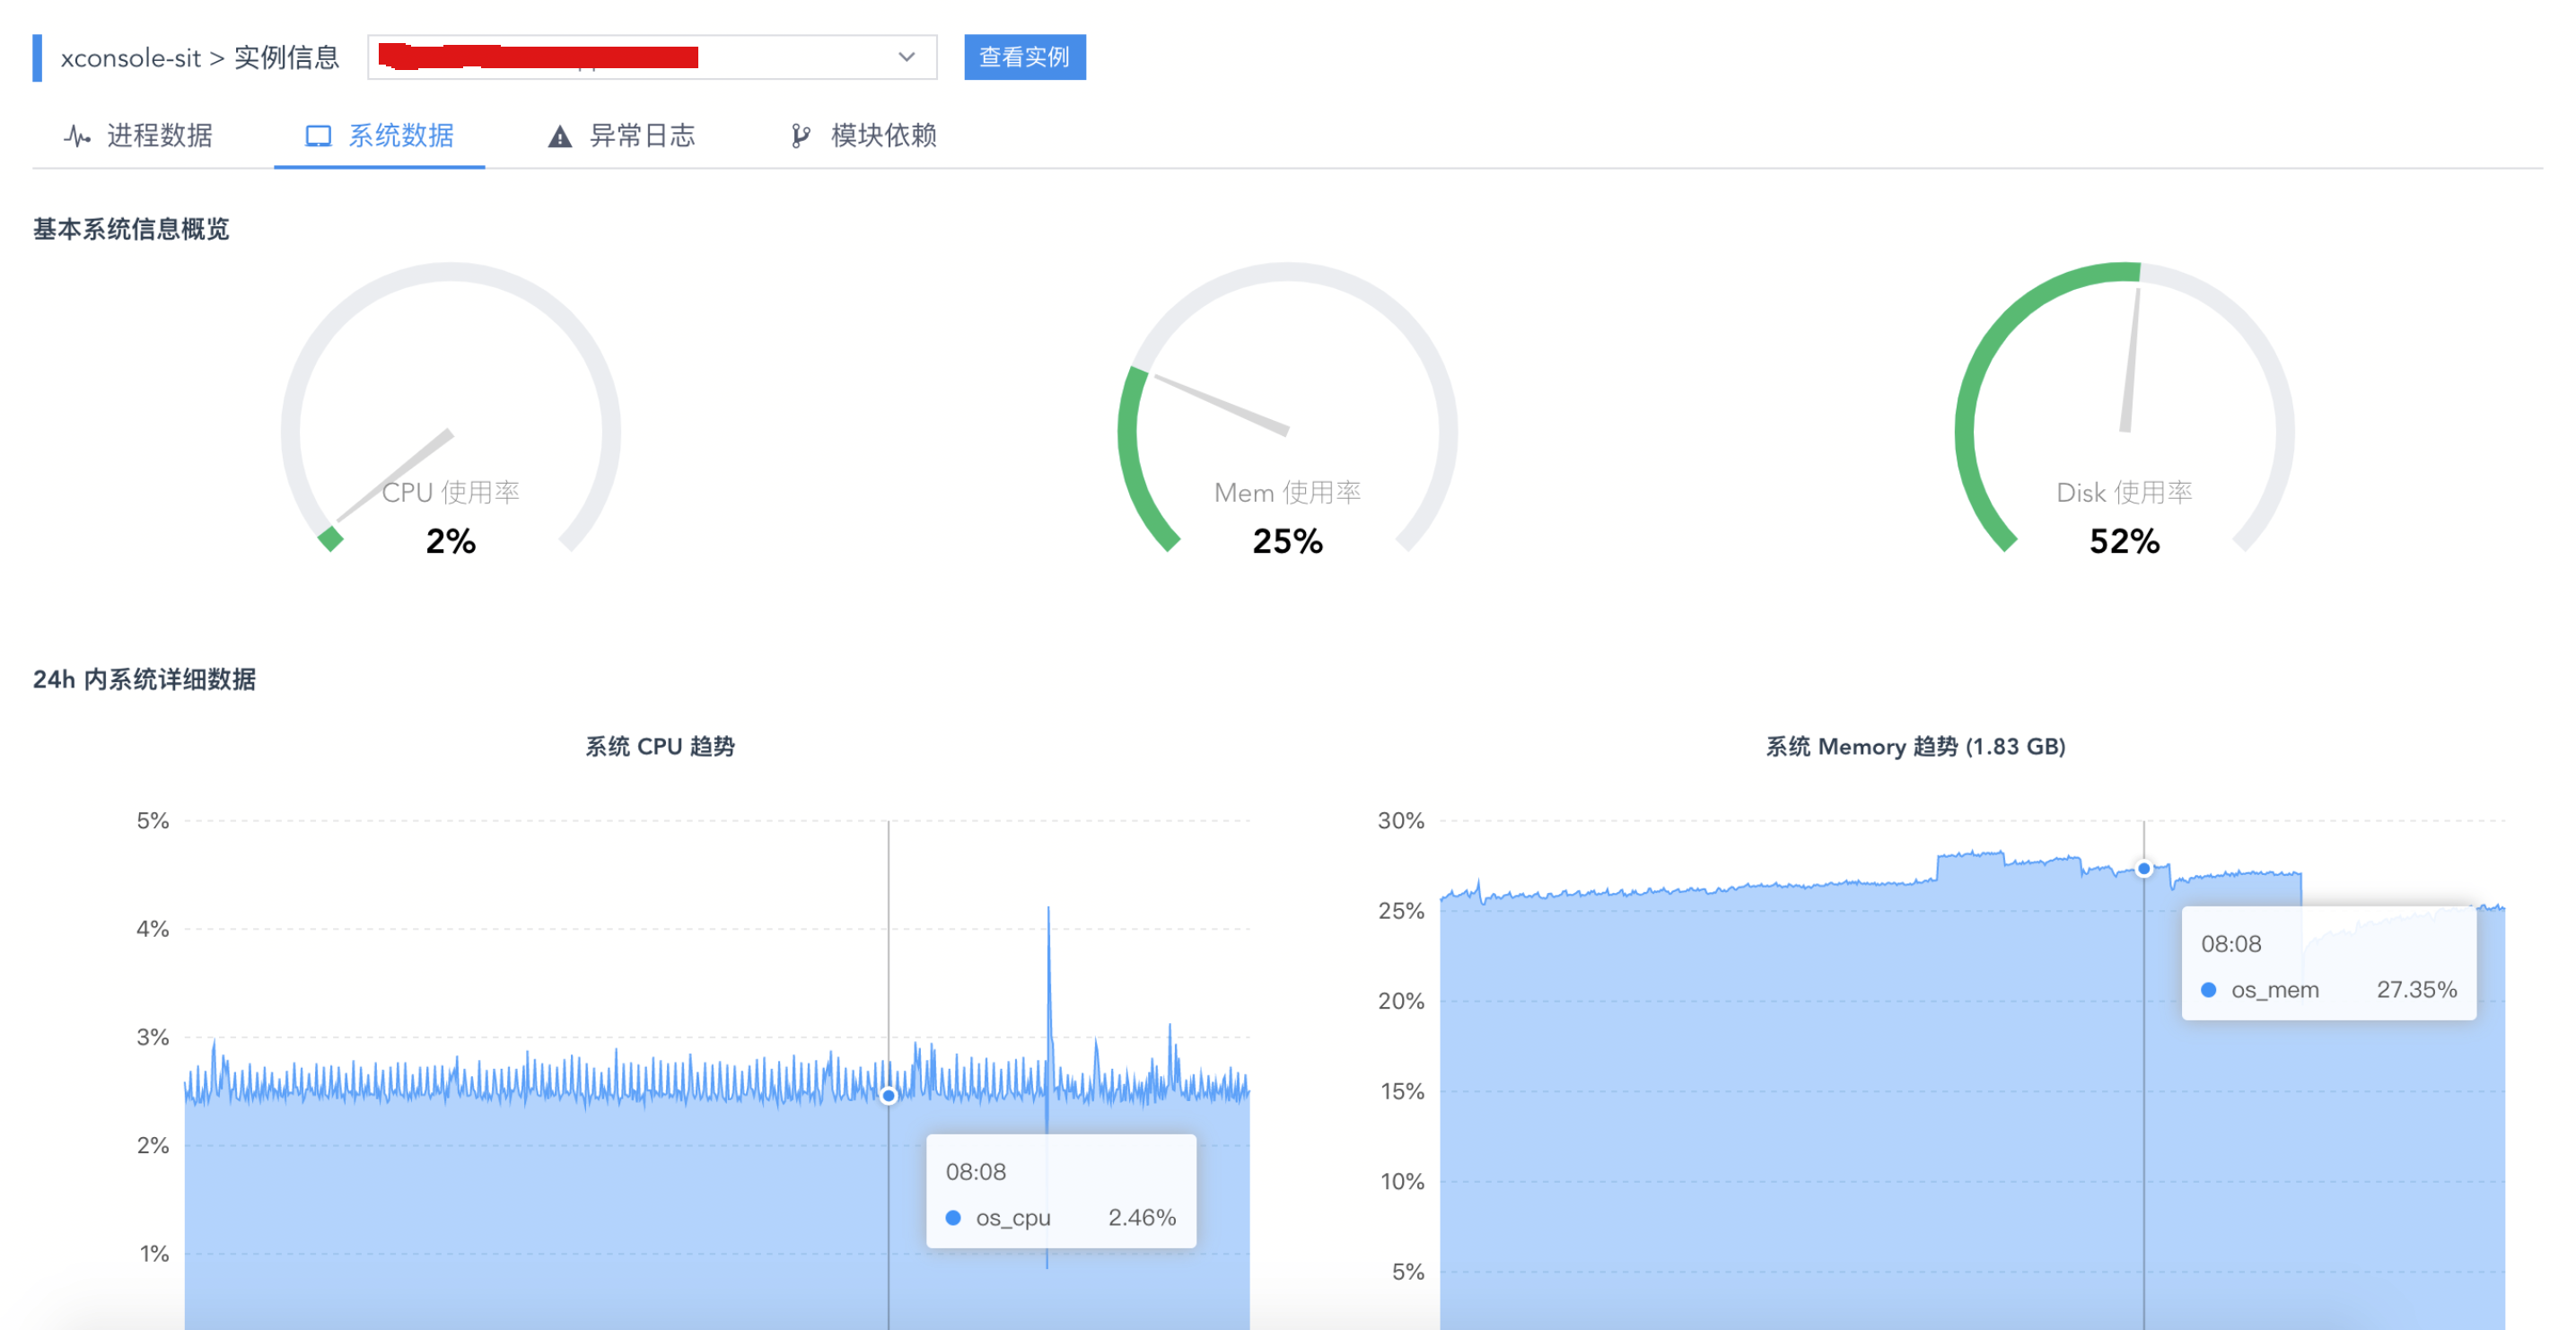 xconsole-sit > 实例信息
查看实例
进程数据 系统数据 异常日志 模块依赖
基本系统信息概览
CPU 使用率
2%
Mem 使用率
25%
Disk 使用率
52%
24h 内系统详细数据
系统 CPU 趋势
5%
4%
3%
2%
1%
08:08
os_cpu 2.46%
系统 Memory 趋势 (1.83 GB)
30%
25%
20%
15%
10%
5%
08:08
os_mem 27.35%